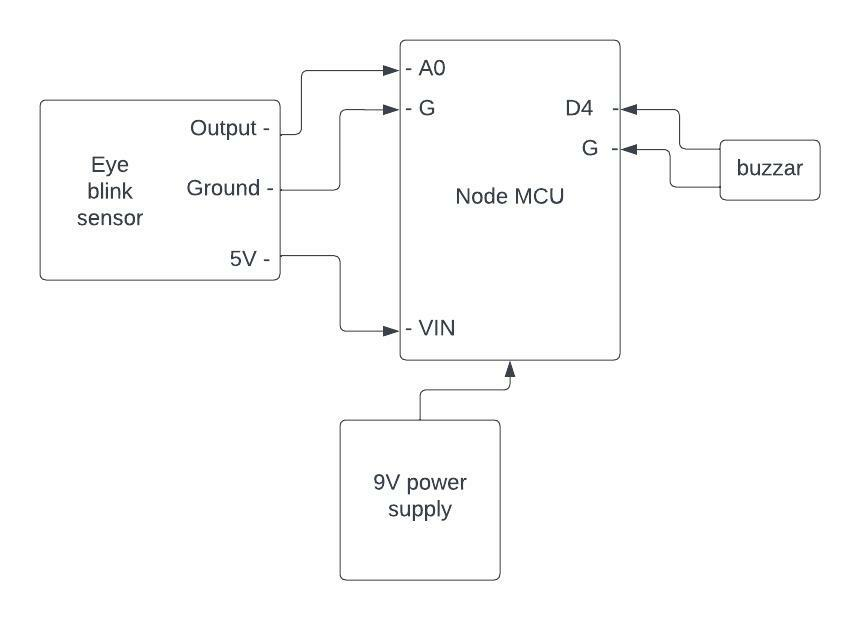 Eye
blink
sensor
Output -
Ground -
5V -
- A0
- G
- VIN
Node MCU
D4 -
G -
buzzar
9V power
supply